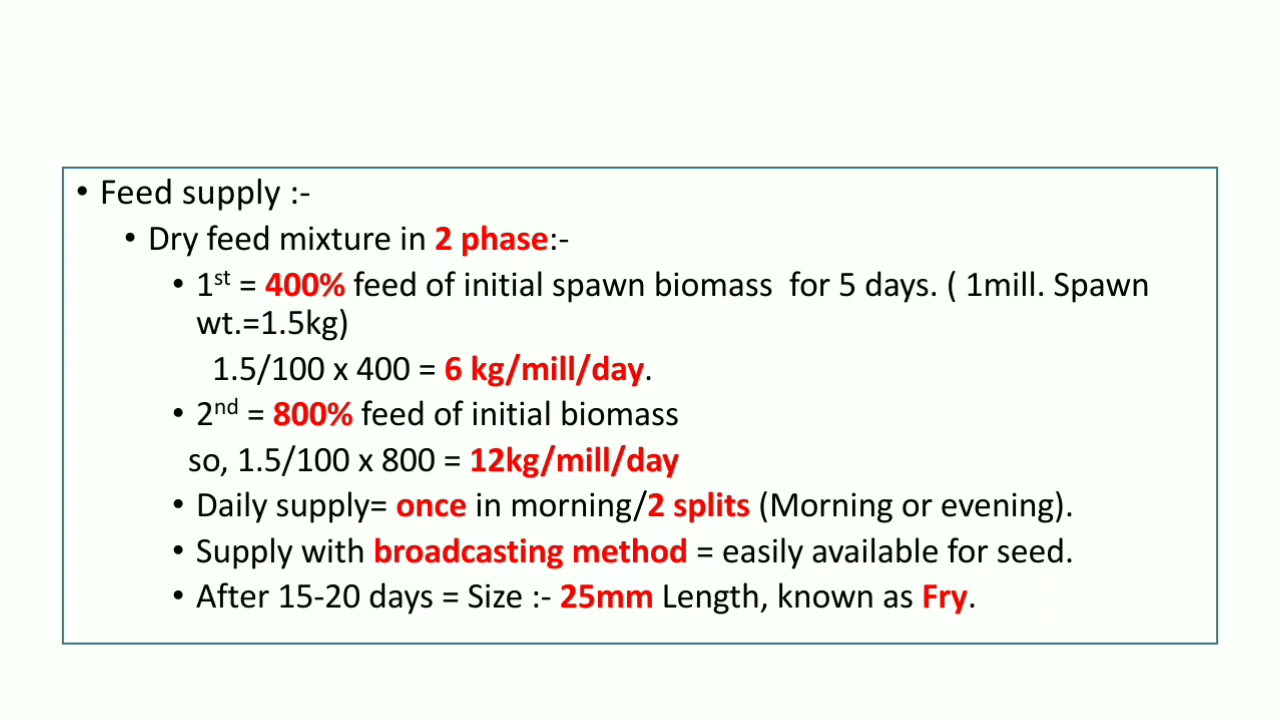 • Feed supply :-
• Dry feed mixture in 2 phase:-
• 1st = 400% feed of initial spawn biomass for 5 days. ( 1mill. Spawn
wt.=1.5kg)
1.5/100 x 400 = 6 kg/mill/day.
• 2nd = 800% feed of initial biomass
so, 1.5/100 x 800 = 12kg/mill/day
• Daily supply= once in morning/2 splits (Morning or evening).
• Supply with broadcasting method = easily available for seed.
• After 15-20 days = Size :- 25mm Length, known as Fry.